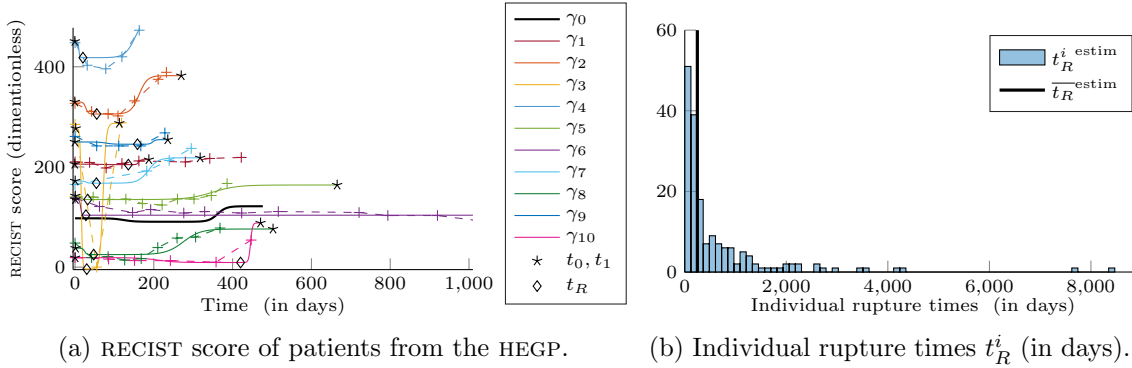 RECIST score (dimentionless)
400
200
0
0 200 400 600 800 1,000
Time (in days)
γ0
γ1
γ2
γ3
γ4
γ5
γ6
γ7
γ8
γ9
γ10
t0, t1
tR
60
40
20
0
0 2,000 4,000 6,000 8,000
Individual rupture times (in days)
t_R^i estim
t̅_R̅ estim
(a) RECIST score of patients from the HEGP.
(b) Individual rupture times t_R^i (in days).